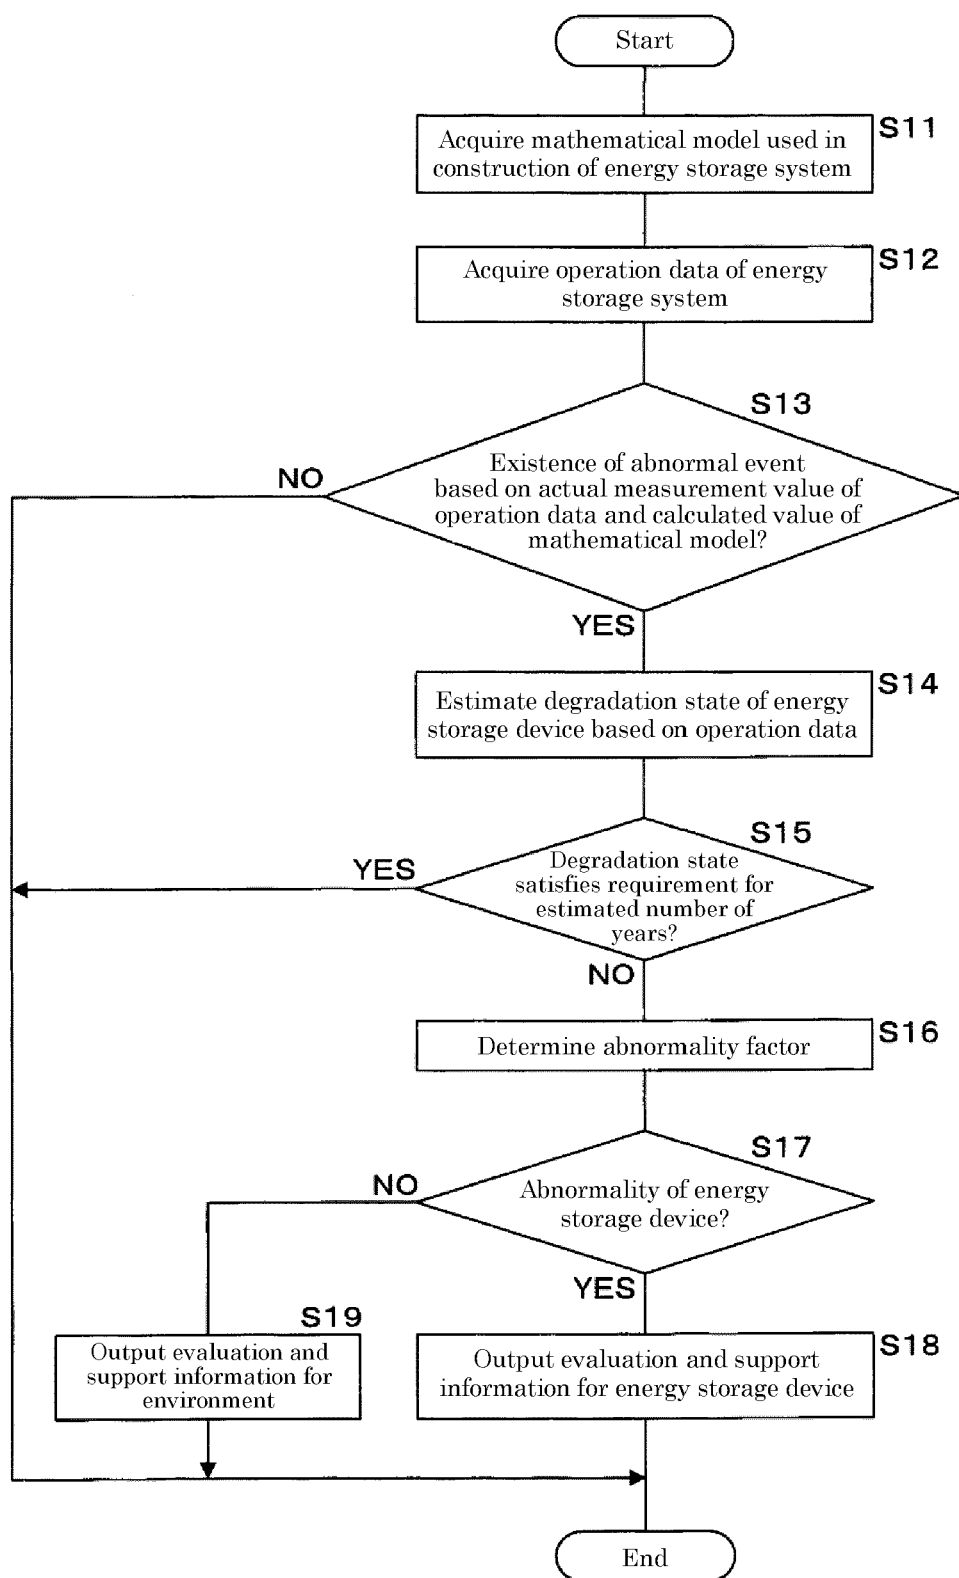 Start
S11
Acquire mathematical model used in
construction of energy storage system
S12
Acquire operation data of energy
storage system
S13
Existence of abnormal event
based on actual measurement value of
operation data and calculated value of
mathematical model?
NO
YES
S14
Estimate degradation state of energy
storage device based on operation data
S15
Degradation state
satisfies requirement for
estimated number of
years?
YES
NO
S16
Determine abnormality factor
S17
Abnormality of energy
storage device?
NO
YES
S19
Output evaluation and
support information for
environment
S18
Output evaluation and support
information for energy storage device
End